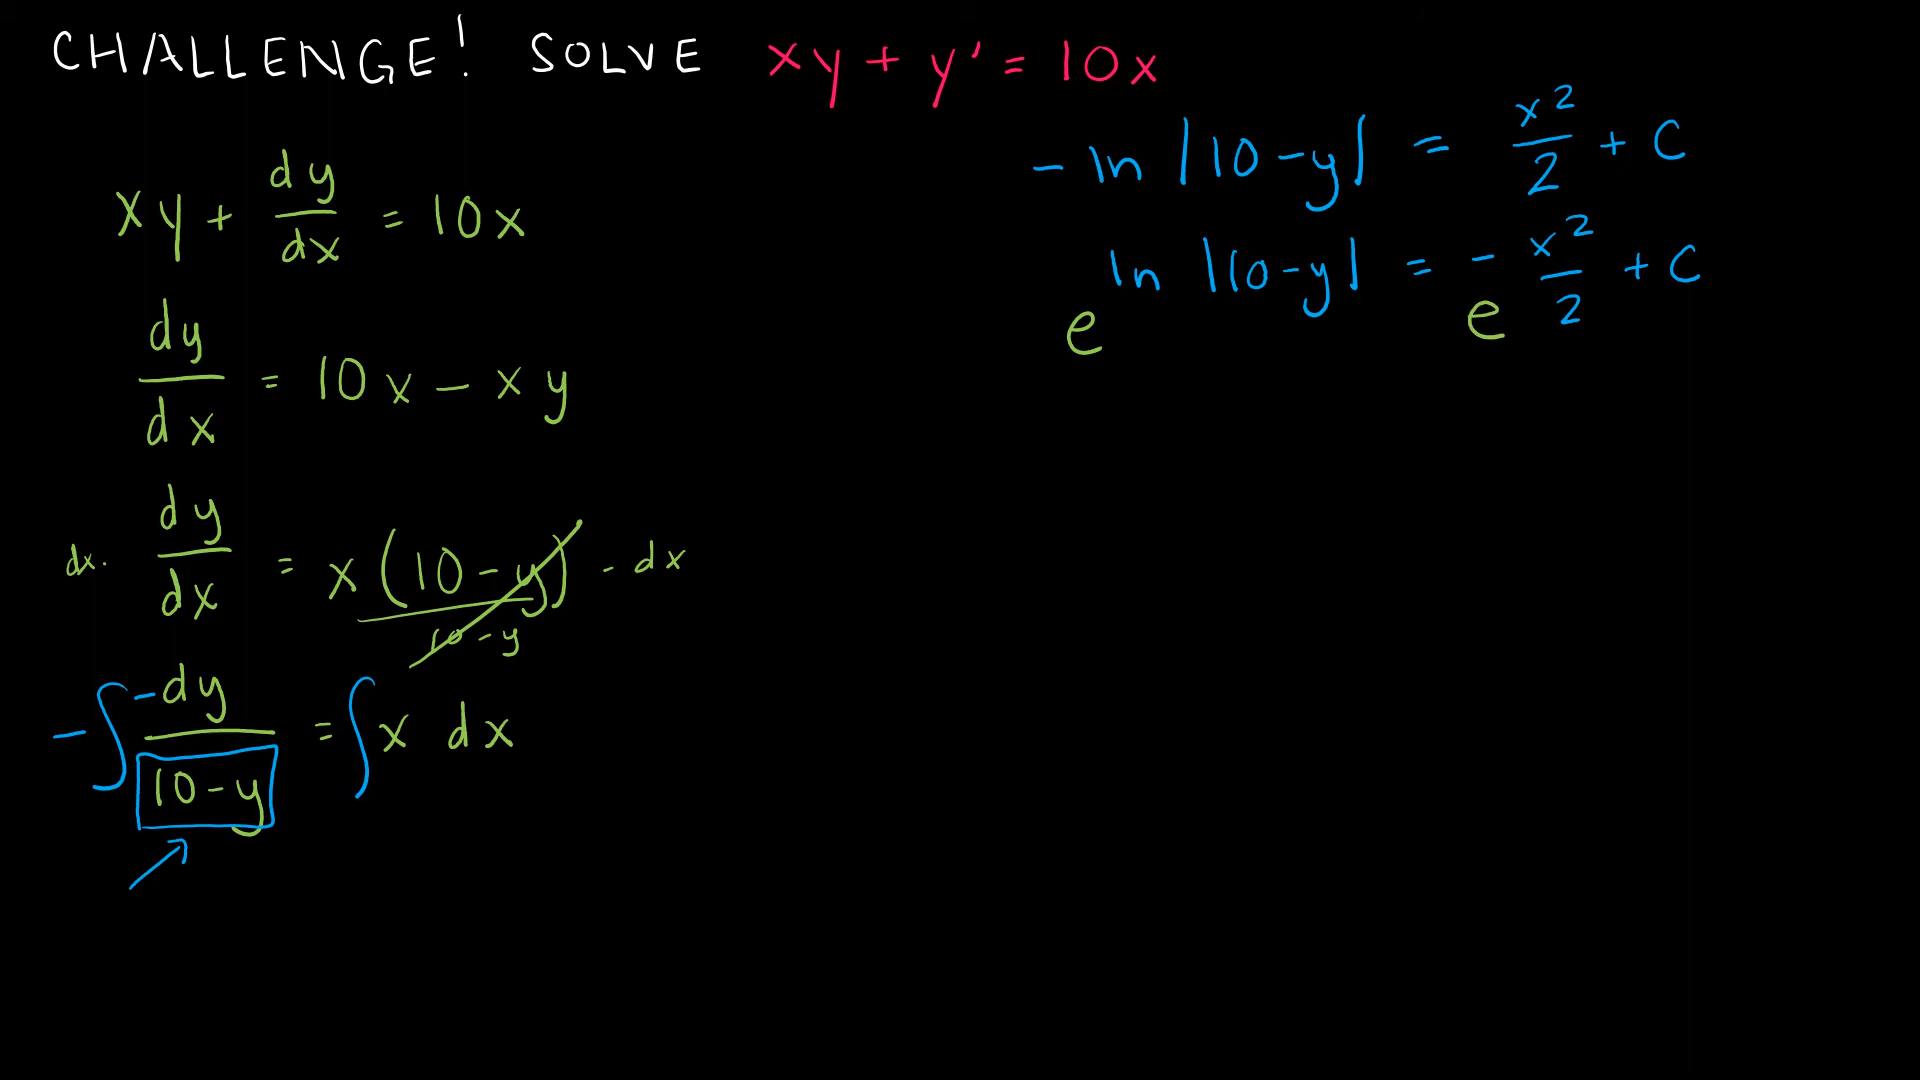 CHALLENGE! SOLVE xy + y' = 10x
xy + dy/dx = 10x
dy/dx = 10x - xy
dx · dy/dx = x(10 - y)/10 - y · dx
-∫ -dy/10 - y = ∫ x dx
- ln |10 - y| = x²/2 + C
e^ln |10 - y| = e^- x²/2 + C